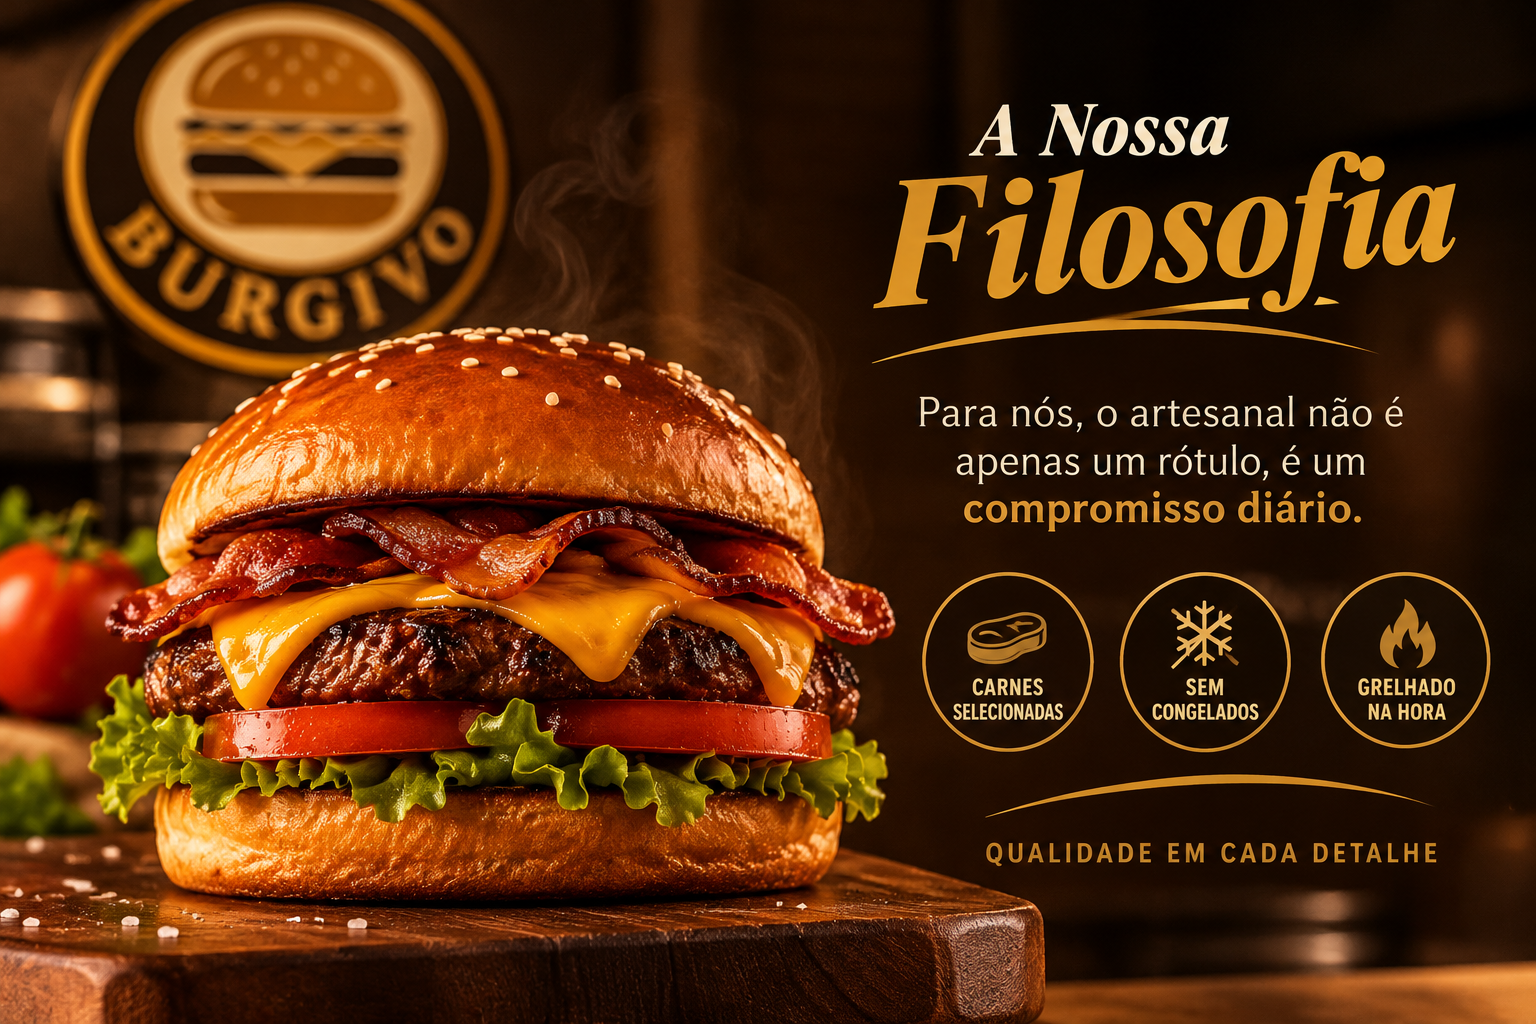 BURGIVO
A Nossa
Filosofia
Para nós, o artesanal não é
apenas um rótulo, é um
compromisso diário.
CARNES
SELECIONADAS
SEM
CONGELADOS
GRELHADO
NA HORA
QUALIDADE EM CADA DETALHE